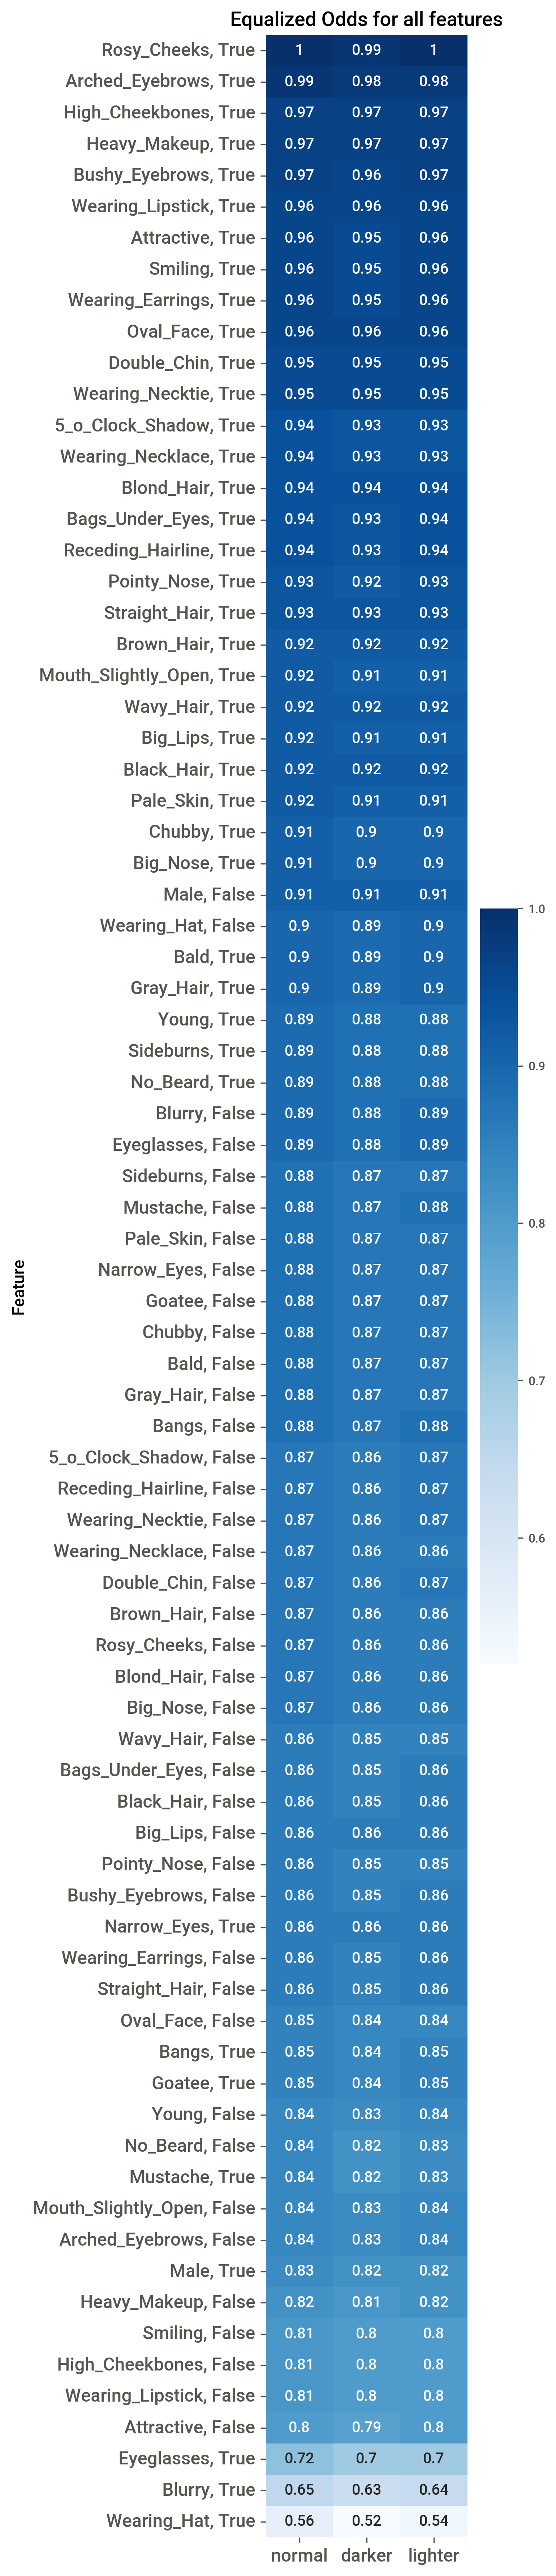 Equalized Odds for all features
Rosy_Cheeks, True 1 0.99 1
Arched_Eyebrows, True 0.99 0.98 0.98
High_Cheekbones, True 0.97 0.97 0.97
Heavy_Makeup, True 0.97 0.97 0.97
Bushy_Eyebrows, True 0.97 0.96 0.97
Wearing_Lipstick, True 0.96 0.96 0.96
Attractive, True 0.96 0.95 0.96
Smiling, True 0.96 0.95 0.96
Wearing_Earrings, True 0.96 0.95 0.96
Oval_Face, True 0.96 0.96 0.96
Double_Chin, True 0.95 0.95 0.95
Wearing_Necktie, True 0.95 0.95 0.95
5_o_Clock_Shadow, True 0.94 0.93 0.93
Wearing_Necklace, True 0.94 0.93 0.93
Blond_Hair, True 0.94 0.94 0.94
Bags_Under_Eyes, True 0.94 0.93 0.94
Receding_Hairline, True 0.94 0.93 0.94
Pointy_Nose, True 0.93 0.92 0.93
Straight_Hair, True 0.93 0.93 0.93
Brown_Hair, True 0.92 0.92 0.92
Mouth_Slightly_Open, True 0.92 0.91 0.91
Wavy_Hair, True 0.92 0.92 0.92
Big_Lips, True 0.92 0.91 0.91
Black_Hair, True 0.92 0.92 0.92
Pale_Skin, True 0.92 0.91 0.91
Chubby, True 0.91 0.9 0.9
Big_Nose, True 0.91 0.9 0.9
Male, False 0.91 0.91 0.91
Wearing_Hat, False 0.9 0.89 0.9
Bald, True 0.9 0.89 0.9
Gray_Hair, True 0.9 0.89 0.9
Young, True 0.89 0.88 0.88
Sideburns, True 0.89 0.88 0.88
No_Beard, True 0.89 0.88 0.88
Blurry, False 0.89 0.88 0.89
Eyeglasses, False 0.89 0.88 0.89
Sideburns, False 0.88 0.87 0.87
Mustache, False 0.88 0.87 0.88
Pale_Skin, False 0.88 0.87 0.87
Narrow_Eyes, False 0.88 0.87 0.87
Goatee, False 0.88 0.87 0.87
Chubby, False 0.88 0.87 0.87
Bald, False 0.88 0.87 0.87
Gray_Hair, False 0.88 0.87 0.87
Bangs, False 0.88 0.87 0.88
5_o_Clock_Shadow, False 0.87 0.86 0.87
Receding_Hairline, False 0.87 0.86 0.87
Wearing_Necktie, False 0.87 0.86 0.87
Wearing_Necklace, False 0.87 0.86 0.86
Double_Chin, False 0.87 0.86 0.87
Brown_Hair, False 0.87 0.86 0.86
Rosy_Cheeks, False 0.87 0.86 0.86
Blond_Hair, False 0.87 0.86 0.86
Big_Nose, False 0.87 0.86 0.86
Wavy_Hair, False 0.86 0.85 0.85
Bags_Under_Eyes, False 0.86 0.85 0.86
Black_Hair, False 0.86 0.85 0.86
Big_Lips, False 0.86 0.86 0.86
Pointy_Nose, False 0.86 0.85 0.85
Bushy_Eyebrows, False 0.86 0.85 0.86
Narrow_Eyes, True 0.86 0.86 0.86
Wearing_Earrings, False 0.86 0.85 0.86
Straight_Hair, False 0.86 0.85 0.86
Oval_Face, False 0.85 0.84 0.84
Bangs, True 0.85 0.84 0.85
Goatee, True 0.85 0.84 0.85
Young, False 0.84 0.83 0.84
No_Beard, False 0.84 0.82 0.83
Mustache, True 0.84 0.82 0.83
Mouth_Slightly_Open, False 0.84 0.83 0.84
Arched_Eyebrows, False 0.84 0.83 0.84
Male, True 0.83 0.82 0.82
Heavy_Makeup, False 0.82 0.81 0.82
Smiling, False 0.81 0.8 0.8
High_Cheekbones, False 0.81 0.8 0.8
Wearing_Lipstick, False 0.81 0.8 0.8
Attractive, False 0.8 0.79 0.8
Eyeglasses, True 0.72 0.7 0.7
Blurry, True 0.65 0.63 0.64
Wearing_Hat, True 0.56 0.52 0.54
normal darker lighter
Feature
1.0
0.9
0.8
0.7
0.6